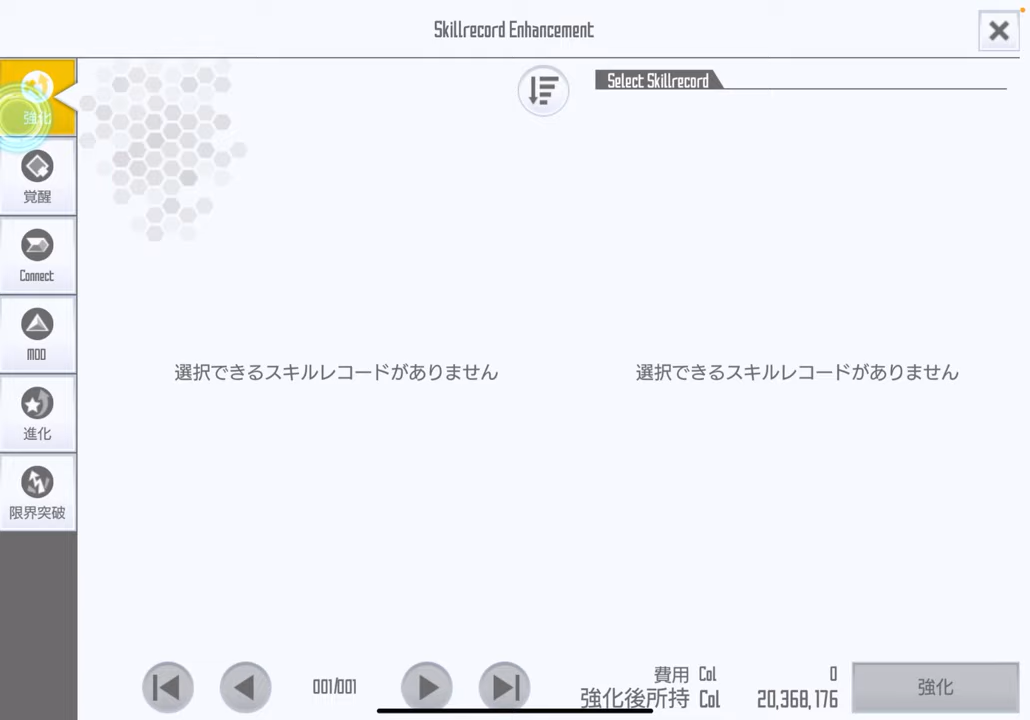 Skillrecord Enhancement
強化
Select Skillrecord
覚醒
Connect
MOD
進化
限界突破
選択できるスキルレコードがありません
選択できるスキルレコードがありません
001/001
費用 Col 0
強化後所持 Col 20,368,176
強化